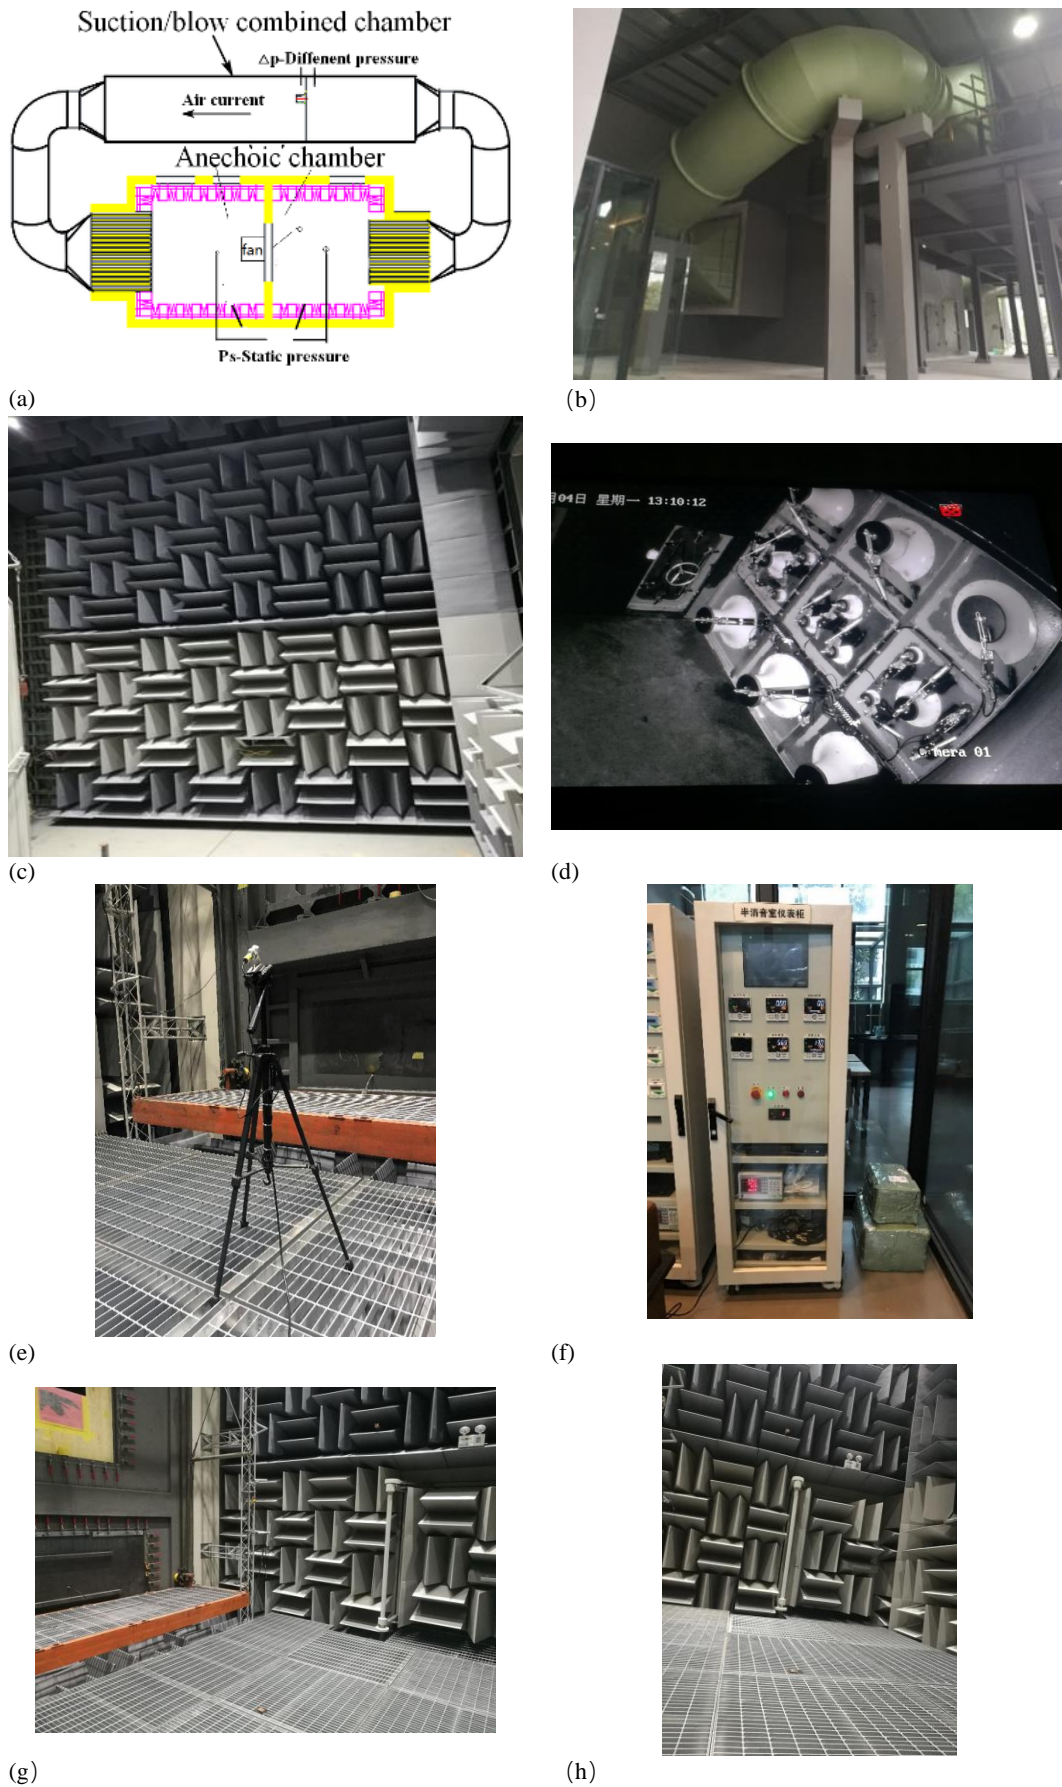 Suction/blow combined chamber
△p-Diffenent pressure
Air current
Anechoic chamber
fan
Ps-Static pressure
(a)
(b)
(c)
月04日 星期一 13:10:12
mera 01
(d)
(e)
半消音室仪表柜
(f)
(g)
(h)